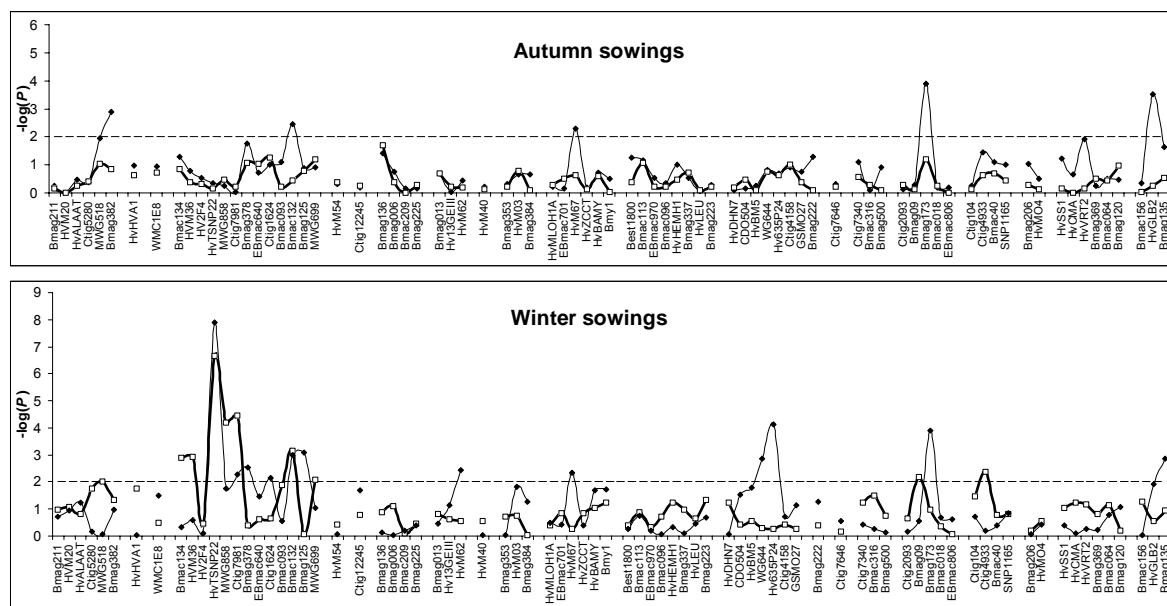 Autumn sowings
-log(P)
6
5
4
3
2
1
0
Bmag211
HVM20
HvALAAT
Ctig5280
MWG518
Bmag382
HvHVA1
WMC1E8
Bmac134
HVM36
HV2F4
HvTSNP22
MWG858
Ctig7981
Bmag378
EBmac640
Ctig1624
Bmac093
Bmac132
Bmag125
MWG699
HvM54
Ctig12245
Bmag136
Bmag006
Bmac209
Bmag225
Bmag013
Hv13GEIII
HvM62
HvM40
Bmag353
HvM03
Bmag384
HvMLOH1A
EBmac701
HvM67
HvZCCT
HvBAMY
Bmy1
Best1800
Bmac113
EBmac970
Bmac096
HvHEMH1
Bmag337
HvLEU
Bmag223
HvDHN7
CDO504
HvBM5
WG644
Hv635P24
Ctig4158
GSMO27
Bmag222
Ctig7646
Ctig7340
Bmac316
Bmag500
Ctig2093
Bmag09
Bmag173
Bmac018
EBmac806
Ctig104
Ctig4933
Bmac40
SNP1165
Bmag206
HvMO4
HvSS1
HvCMA
HvVRT2
Bmag369
Bmac064
Bmag120
Bmac156
HvGLB2
Bmag135
Winter sowings
-log(P)
9
8
7
6
5
4
3
2
1
0
Bmag211
HVM20
HvALAAT
Ctig5280
MWG518
Bmag382
HvHVA1
WMC1E8
Bmac134
HVM36
HV2F4
HvTSNP22
MWG858
Ctig7981
Bmag378
EBmac640
Ctig1624
Bmac093
Bmac132
Bmag125
MWG699
HvM54
Ctig12245
Bmag136
Bmag006
Bmac209
Bmag225
Bmag013
Hv13GEIII
HvM62
HvM40
Bmag353
HvM03
Bmag384
HvMLOH1A
EBmac701
HvM67
HvZCCT
HvBAMY
Bmy1
Best1800
Bmac113
EBmac970
Bmac096
HvHEMH1
Bmag337
HvLEU
Bmag223
HvDHN7
CDO504
HvBM5
WG644
Hv635P24
Ctig4158
GSMO27
Bmag222
Ctig7646
Ctig7340
Bmac316
Bmag500
Ctig2093
Bmag09
Bmag173
Bmac018
EBmac806
Ctig104
Ctig4933
Bmac40
SNP1165
Bmag206
HvMO4
HvSS1
HvCMA
HvVRT2
Bmag369
Bmac064
Bmag120
Bmac156
HvGLB2
Bmag135